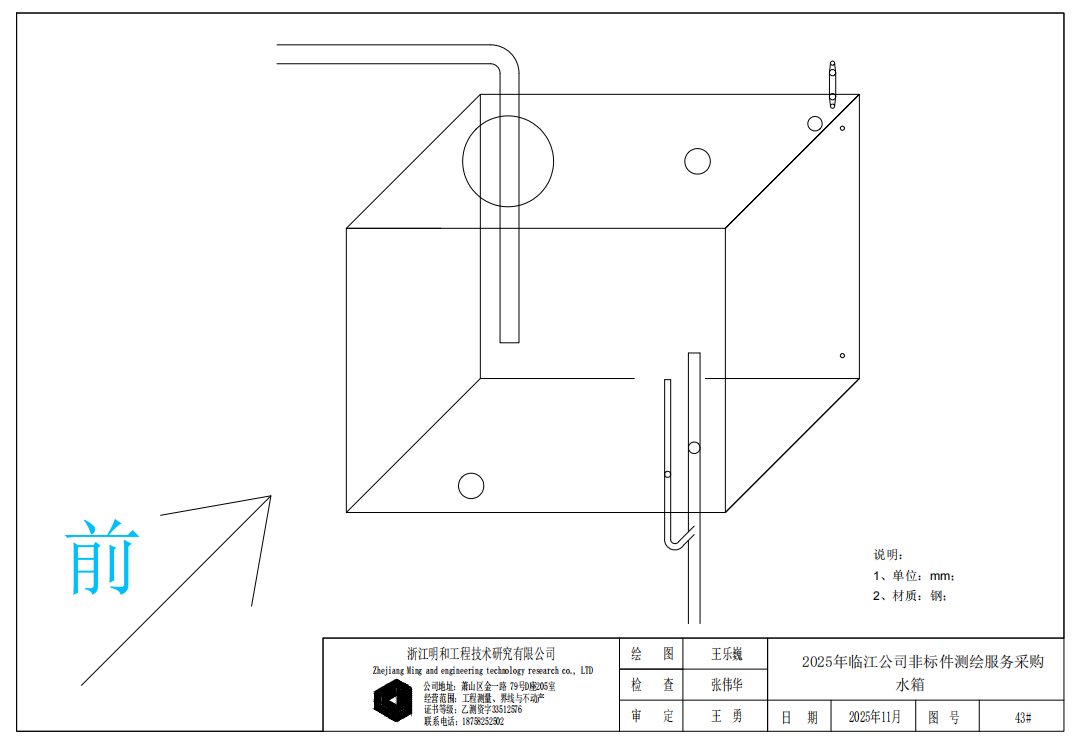 前
说明:
1、单位: mm;
2、材质: 钢;
浙江明和工程技术研究有限公司
Zhejiang Ming and engineering technology research co., LTD
公司地址: 萧山区金一路 79号D座205室
经营范围: 工程测量、界线与不动产
证书等级: 乙测资字33512576
联系电话: 18758252502
绘 图 王乐巍
检 查 张伟华
审 定 王 勇
2025年临江公司非标件测绘服务采购
水箱
日 期 2025年11月 图 号 43#